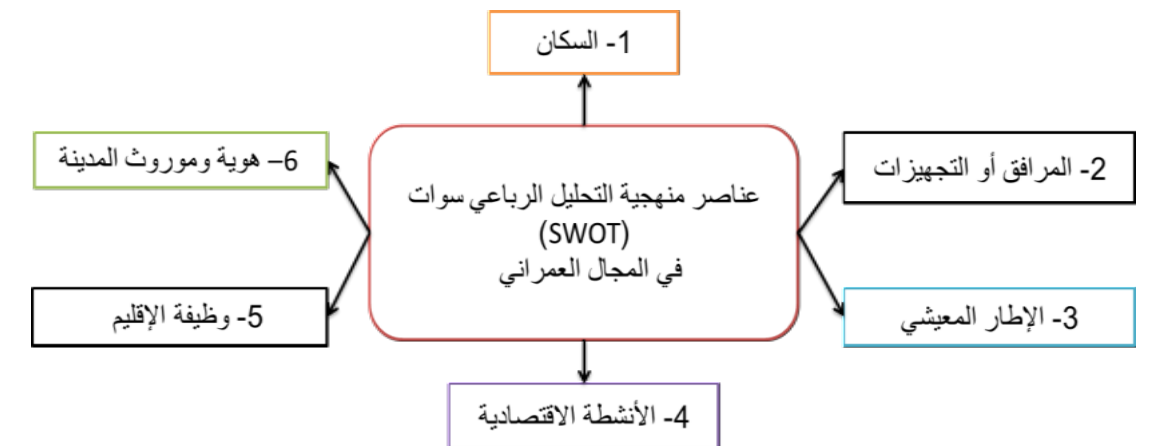 1- السكان
6– هوية وموروث المدينة
2- المرافق أو التجهيزات
عناصر منهجية التحليل الرباعي سوات
(SWOT)
في المجال العمراني
5- وظيفة الإقليم
3- الإطار المعيشي
4- الأنشطة الاقتصادية